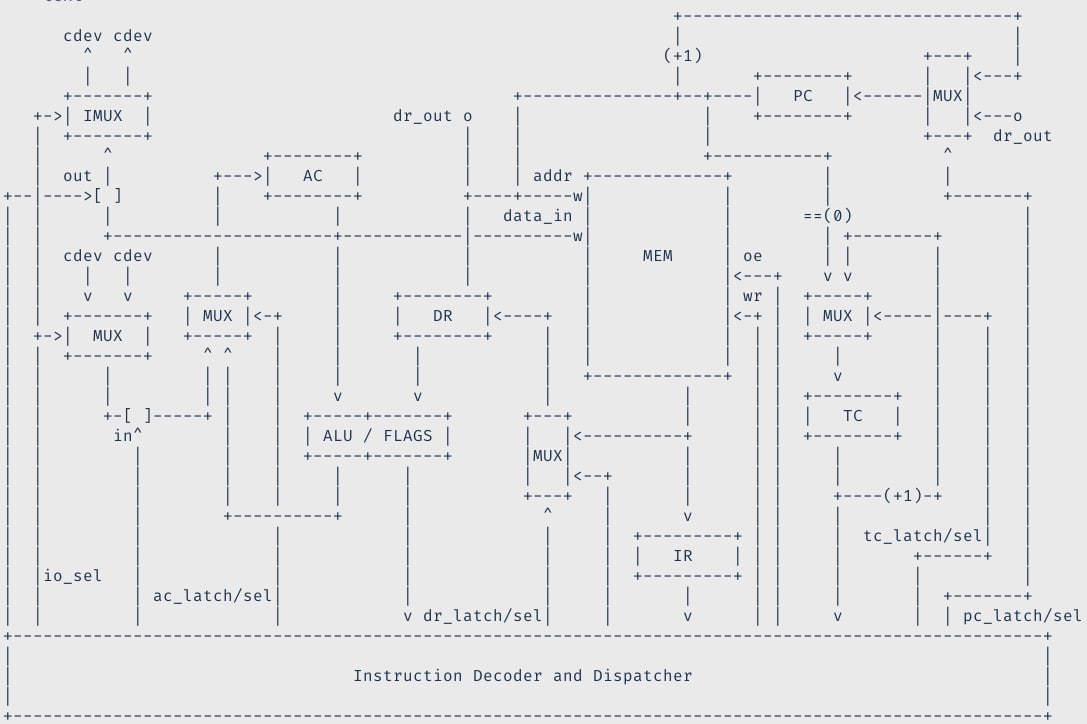 cdev cdev
(+1)
PC
MUX
IMUX
dr_out o
o
dr_out
out
[ ]
AC
addr
w
data_in
==(0)
w
cdev cdev
MEM
oe
wr
MUX
DR
MUX
MUX
[ ]
in
TC
ALU / FLAGS
MUX
(+1)
tc_latch/sel
IR
io_sel
ac_latch/sel
dr_latch/sel
pc_latch/sel
Instruction Decoder and Dispatcher